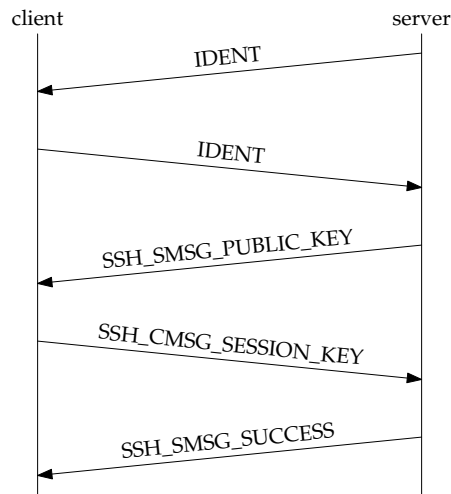 client
server
IDENT
IDENT
SSH_SMSG_PUBLIC_KEY
SSH_CMSG_SESSION_KEY
SSH_SMSG_SUCCESS